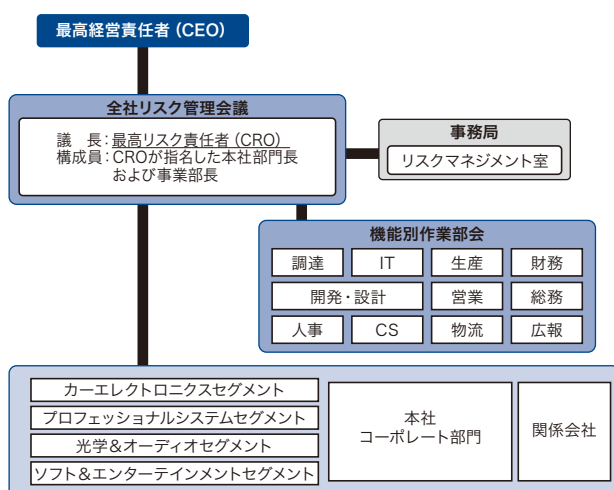 最高経営責任者(CEO)
全社リスク管理会議
議　長：最高リスク責任者(CRO)
構成員：CROが指名した本社部門長
および事業部長
事務局
リスクマネジメント室
機能別作業部会
調達　IT　生産　財務
開発・設計　営業　総務
人事　CS　物流　広報
カーエレクトロニクスセグメント
プロフェッショナルシステムセグメント
光学&オーディオセグメント
ソフト&エンターテインメントセグメント
本社
コーポレート部門
関係会社